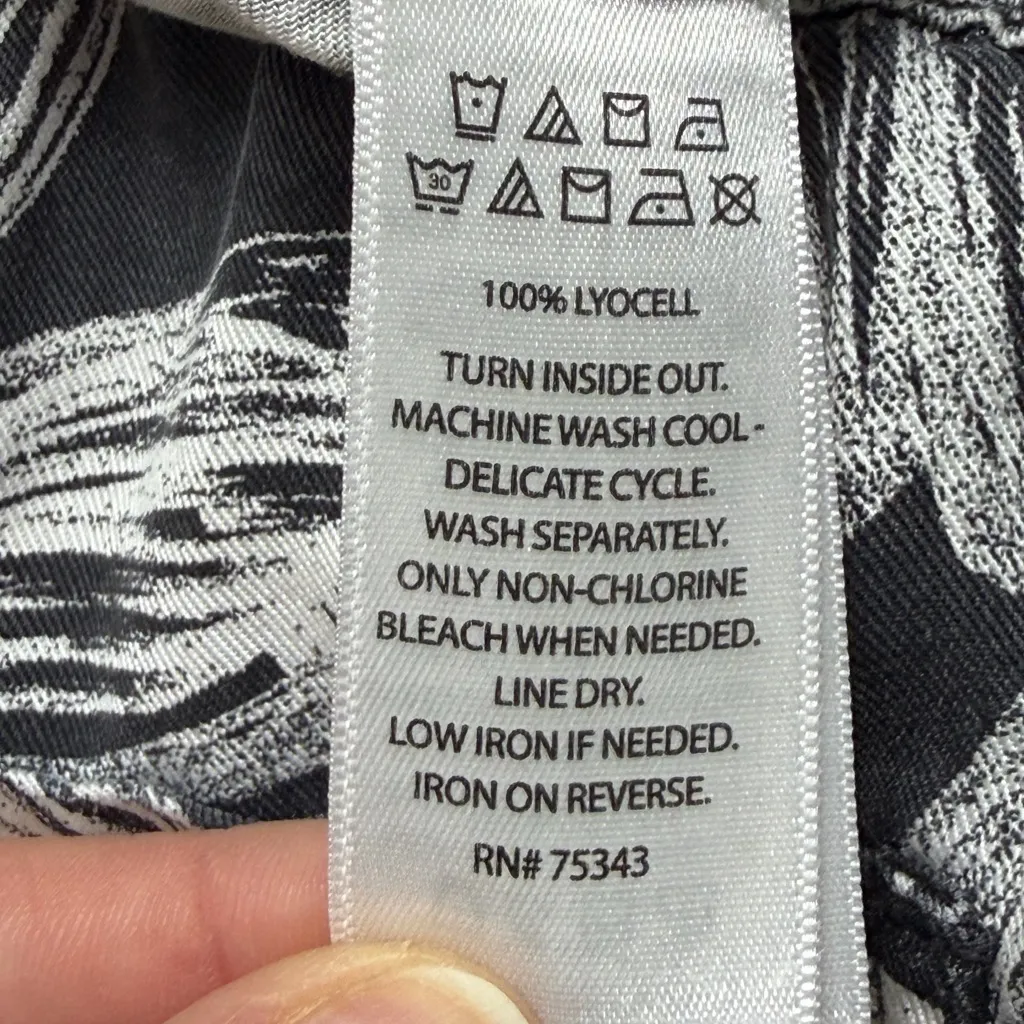 30
100% LYOCELL
TURN INSIDE OUT.
MACHINE WASH COOL -
DELICATE CYCLE.
WASH SEPARATELY.
ONLY NON-CHLORINE
BLEACH WHEN NEEDED.
LINE DRY.
LOW IRON IF NEEDED.
IRON ON REVERSE.
RN# 75343